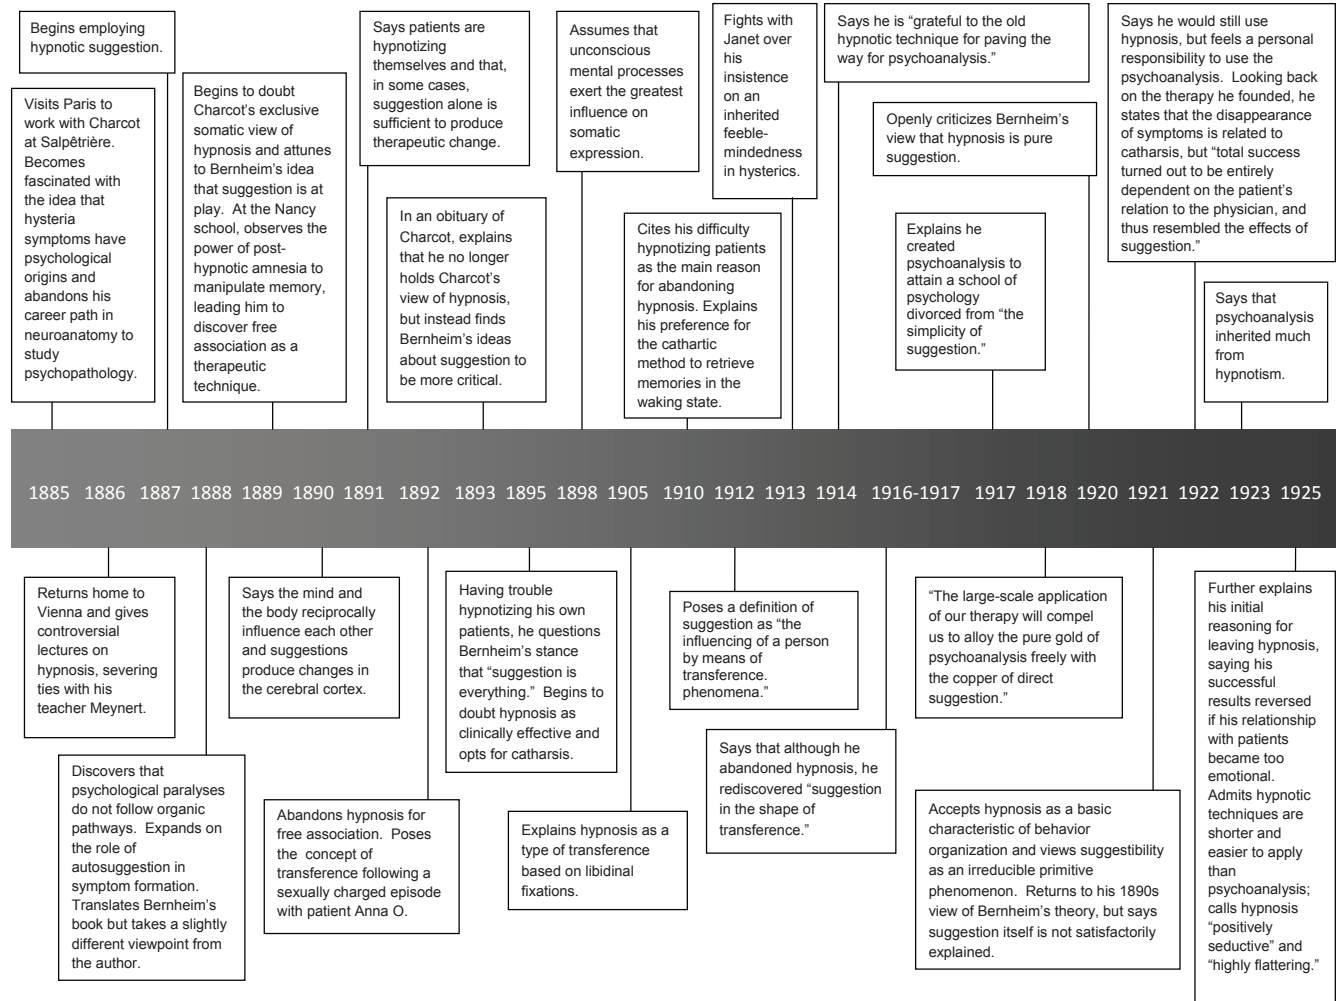 Begins employing
hypnotic suggestion.
Visits Paris to
work with Charcot
at Salpêtrière.
Becomes
fascinated with
the idea that
hysteria
symptoms have
psychological
origins and
abandons his
career path in
neuroanatomy to
study
psychopathology.
Begins to doubt
Charcot’s exclusive
somatic view of
hypnosis and attunes
to Bernheim’s idea
that suggestion is at
play. At the Nancy
school, observes the
power of post-
hypnotic amnesia to
manipulate memory,
leading him to
discover free
association as a
therapeutic
technique.
Says patients are
hypnotizing
themselves and that,
in some cases,
suggestion alone is
sufficient to produce
therapeutic change.
In an obituary of
Charcot, explains
that he no longer
holds Charcot’s
view of hypnosis,
but instead finds
Bernheim’s ideas
about suggestion to
be more critical.
Assumes that
unconscious
mental processes
exert the greatest
influence on
somatic
expression.
Cites his difficulty
hypnotizing patients
as the main reason
for abandoning
hypnosis. Explains
his preference for
the cathartic
method to retrieve
memories in the
waking state.
Fights with
Janet over
his
insistence
on an
inherited
feeble-
mindedness
in hysterics.
Says he is “grateful to the old
hypnotic technique for paving the
way for psychoanalysis.”
Openly criticizes Bernheim’s
view that hypnosis is pure
suggestion.
Explains he
created
psychoanalysis to
attain a school of
psychology
divorced from “the
simplicity of
suggestion.”
Says he would still use
hypnosis, but feels a personal
responsibility to use the
psychoanalysis. Looking back
on the therapy he founded, he
states that the disappearance
of symptoms is related to
catharsis, but “total success
turned out to be entirely
dependent on the patient’s
relation to the physician, and
thus resembled the effects of
suggestion.”
Says that
psychoanalysis
inherited much
from
hypnotism.
1885 1886 1887 1888 1889 1890 1891 1892 1893 1895 1898 1905 1910 1912 1913 1914 1916-1917 1917 1918 1920 1921 1922 1923 1925
Returns home to
Vienna and gives
controversial
lectures on
hypnosis, severing
ties with his
teacher Meynert.
Discovers that
psychological paralyses
do not follow organic
pathways. Expands on
the role of
autosuggestion in
symptom formation.
Translates Bernheim’s
book but takes a slightly
different viewpoint from
the author.
Says the mind and
the body reciprocally
influence each other
and suggestions
produce changes in
the cerebral cortex.
Abandons hypnosis for
free association. Poses
the concept of
transference following a
sexually charged episode
with patient Anna O.
Having trouble
hypnotizing his own
patients, he questions
Bernheim’s stance
that “suggestion is
everything.” Begins to
doubt hypnosis as
clinically effective and
opts for catharsis.
Explains hypnosis as a
type of transference
based on libidinal
fixations.
Poses a definition of
suggestion as “the
influencing of a person
by means of
transference.
phenomena.”
Says that although he
abandoned hypnosis, he
rediscovered “suggestion
in the shape of
transference.”
“The large-scale application
of our therapy will compel
us to alloy the pure gold of
psychoanalysis freely with
the copper of direct
suggestion.”
Accepts hypnosis as a basic
characteristic of behavior
organization and views suggestibility
as an irreducible primitive
phenomenon. Returns to his 1890s
view of Bernheim’s theory, but says
suggestion itself is not satisfactorily
explained.
Further explains
his initial
reasoning for
leaving hypnosis,
saying his
successful
results reversed
if his relationship
with patients
became too
emotional.
Admits hypnotic
techniques are
shorter and
easier to apply
than
psychoanalysis;
calls hypnosis
“positively
seductive” and
“highly flattering.”